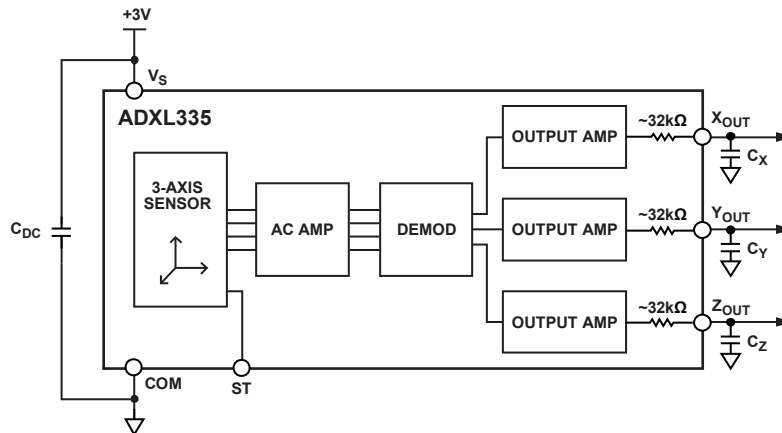 +3V
VS
ADXL335
3-AXIS
SENSOR
AC AMP
DEMOD
OUTPUT AMP
~32kΩ
XOUT
CX
OUTPUT AMP
~32kΩ
YOUT
CY
OUTPUT AMP
~32kΩ
ZOUT
CZ
CDC
COM
ST